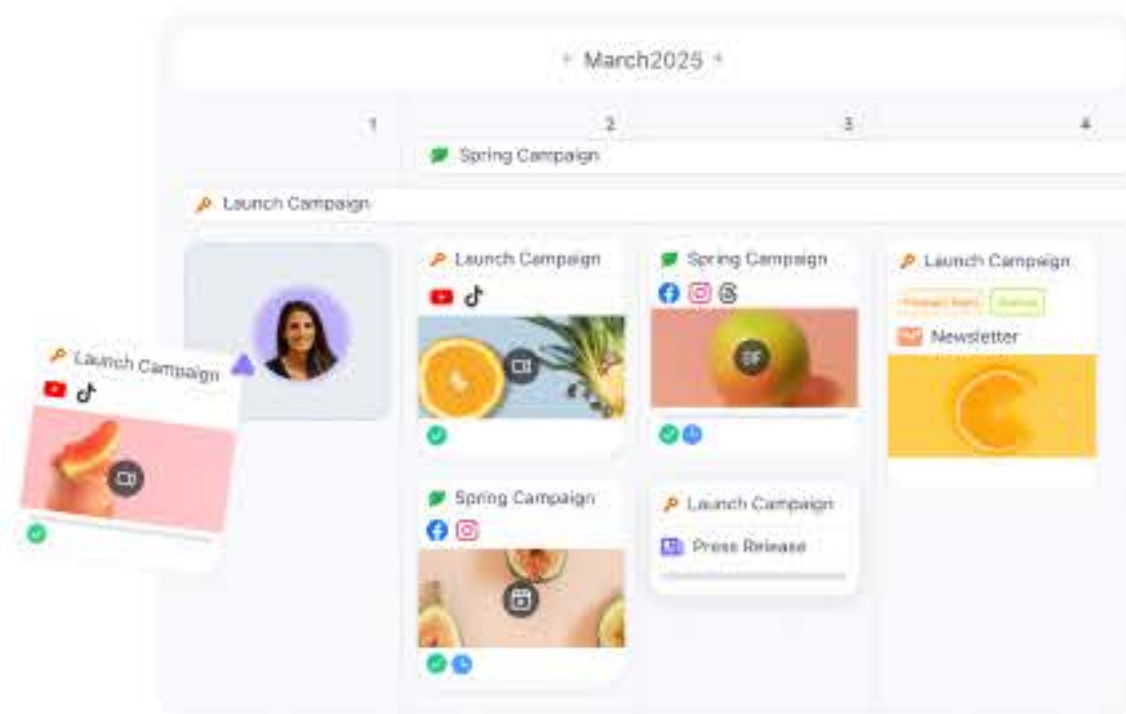 March2025
1
2
3
4
Spring Campaign
Launch Campaign
Launch Campaign
Spring Campaign
Launch Campaign
Newsletter
Launch Campaign
GIF
Spring Campaign
Launch Campaign
Press Release